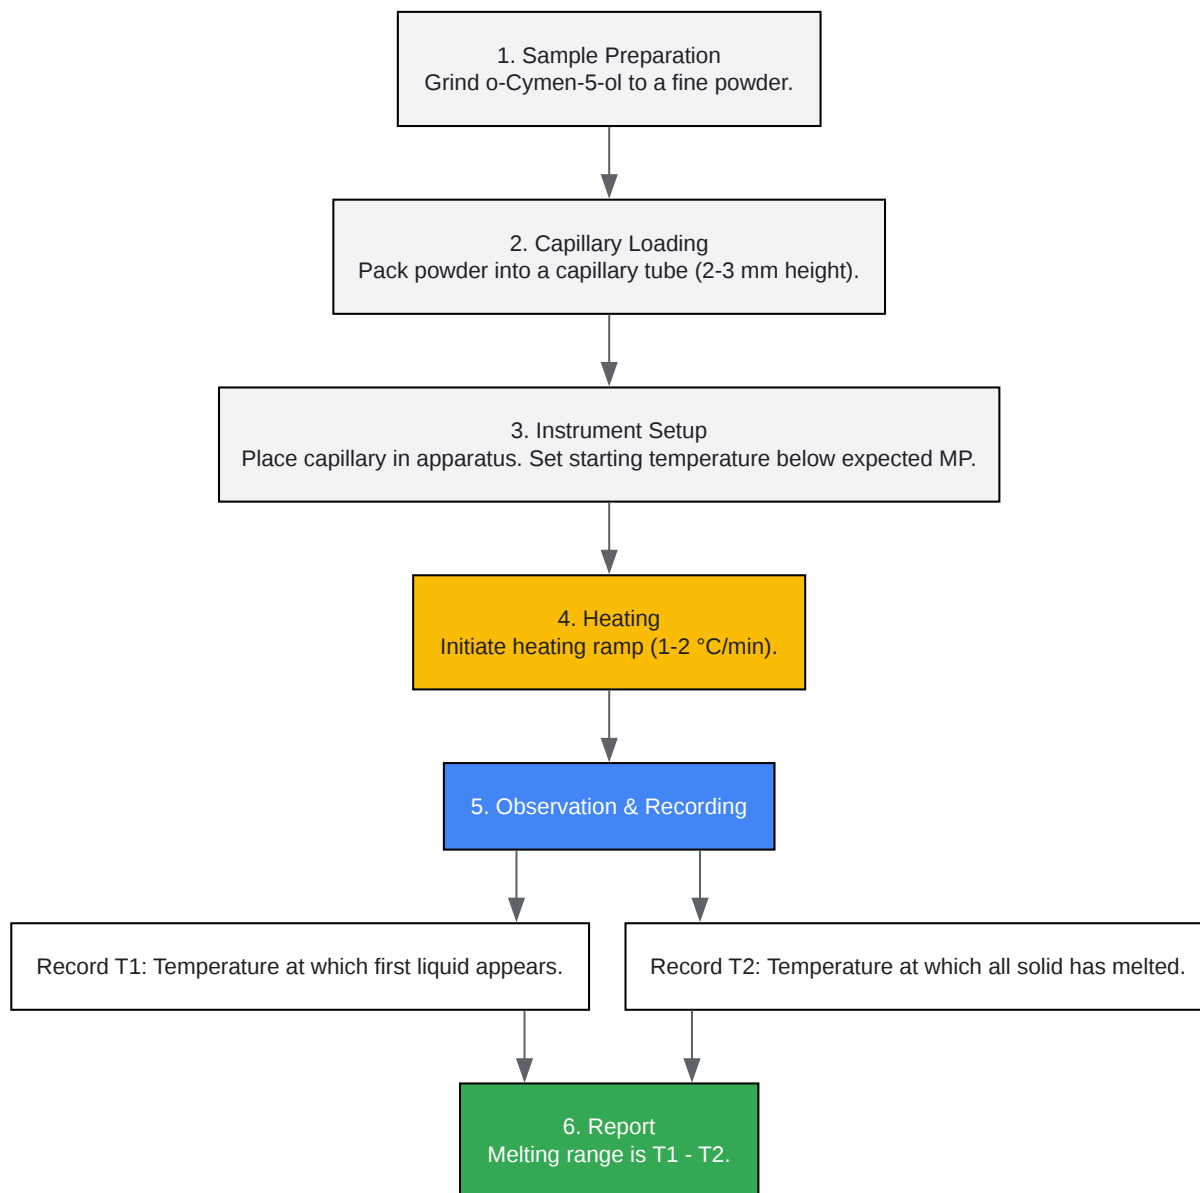 1. Sample Preparation
Grind o-Cymen-5-ol to a fine powder.
2. Capillary Loading
Pack powder into a capillary tube (2-3 mm height).
3. Instrument Setup
Place capillary in apparatus. Set starting temperature below expected MP.
4. Heating
Initiate heating ramp (1-2 °C/min).
5. Observation & Recording
Record T1: Temperature at which first liquid appears.
Record T2: Temperature at which all solid has melted.
6. Report
Melting range is T1 - T2.